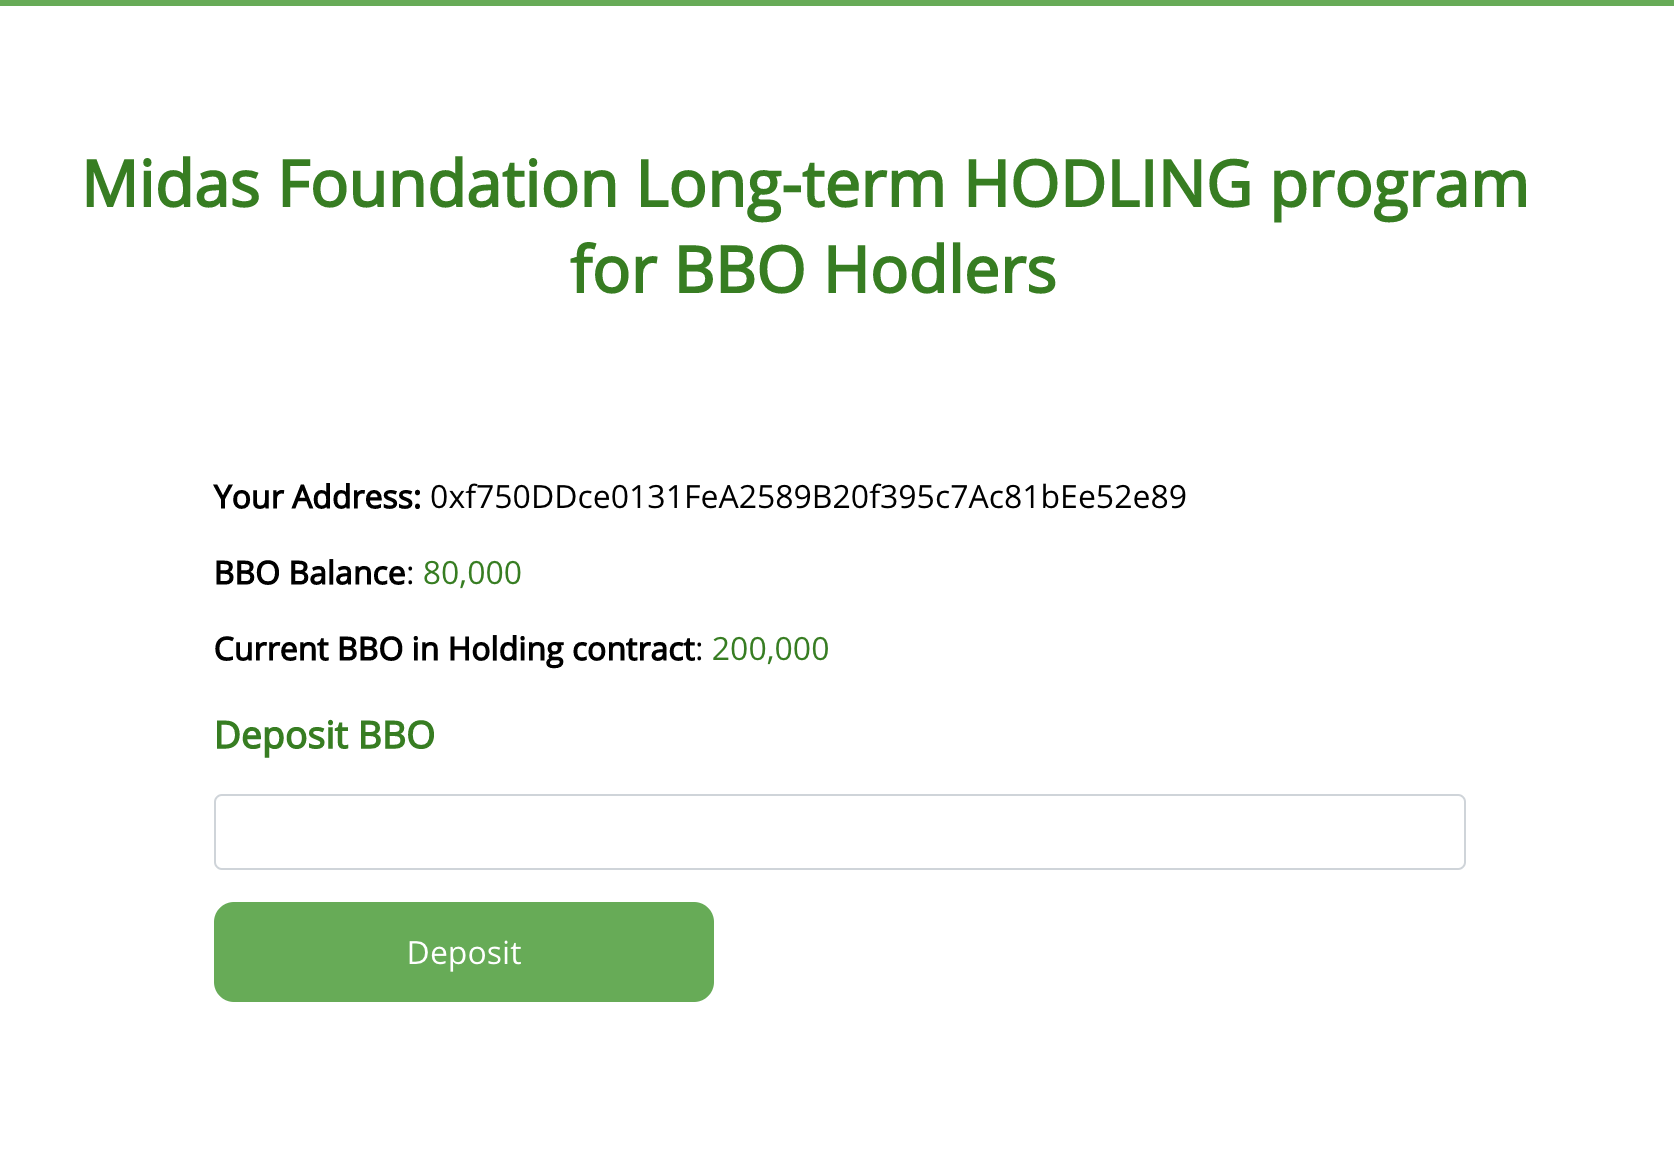 Midas Foundation Long-term HODLING program
for BBO Hodlers
Your Address: 0xf750DDce0131FeA2589B20f395c7Ac81bEe52e89
BBO Balance: 80,000
Current BBO in Holding contract: 200,000
Deposit BBO
Deposit